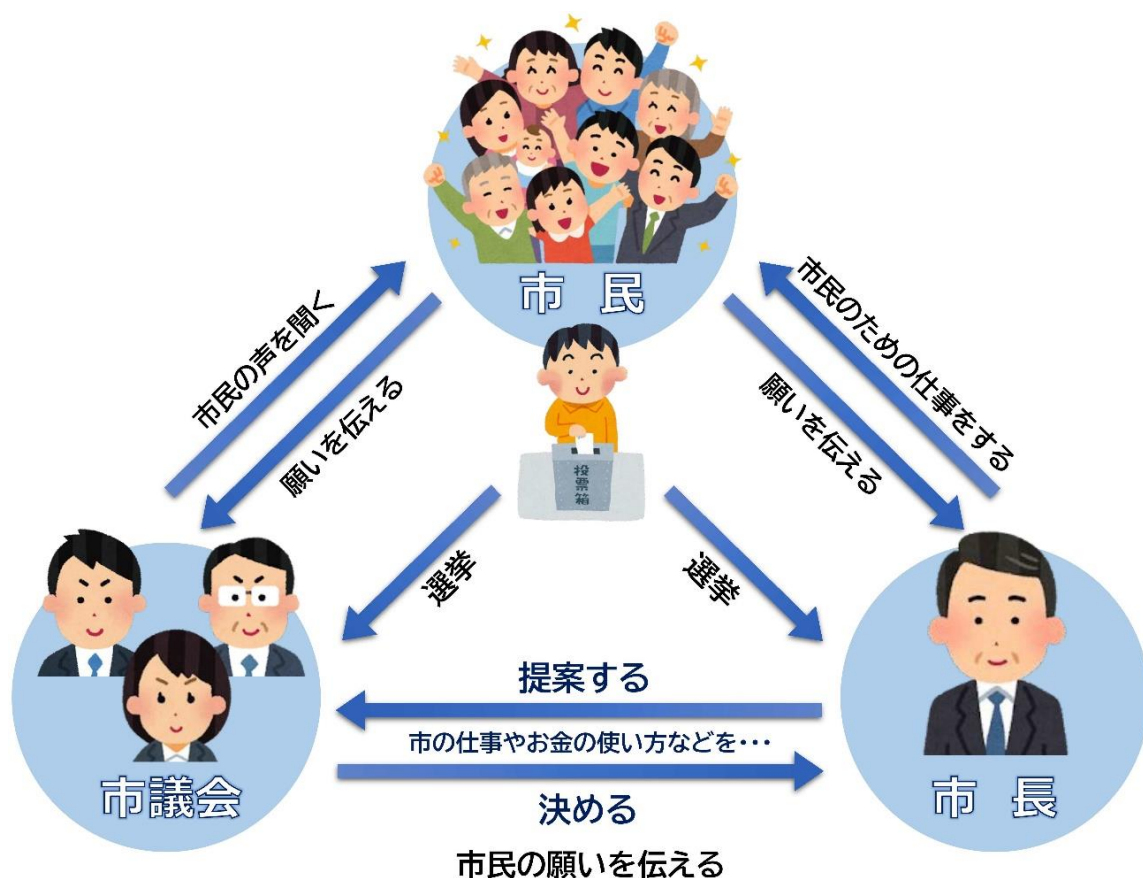 市民
市民の声を聞く
願いを伝える
市民のための仕事をする
願いを伝える
投票箱
選挙
選挙
提案する
市の仕事やお金の使い方などを・・・
決める
市民の願いを伝える
市議会
市長